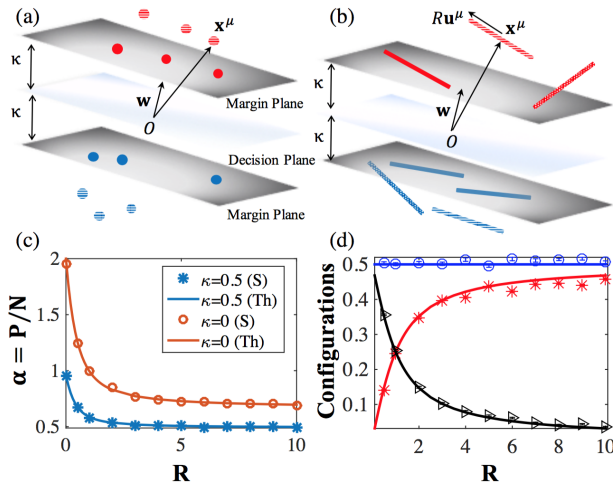 (a)
x^μ
κ
w
Margin Plane
κ
O
Decision Plane
Margin Plane
(b)
Ru^μ
x^μ
κ
w
κ
O
(c)
α = P/N
2
1.5
1
0.5
0
5
10
R
κ=0.5 (S)
κ=0.5 (Th)
κ=0 (S)
κ=0 (Th)
(d)
Configurations
0.5
0.4
0.3
0.2
0.1
2
4
6
8
10
R